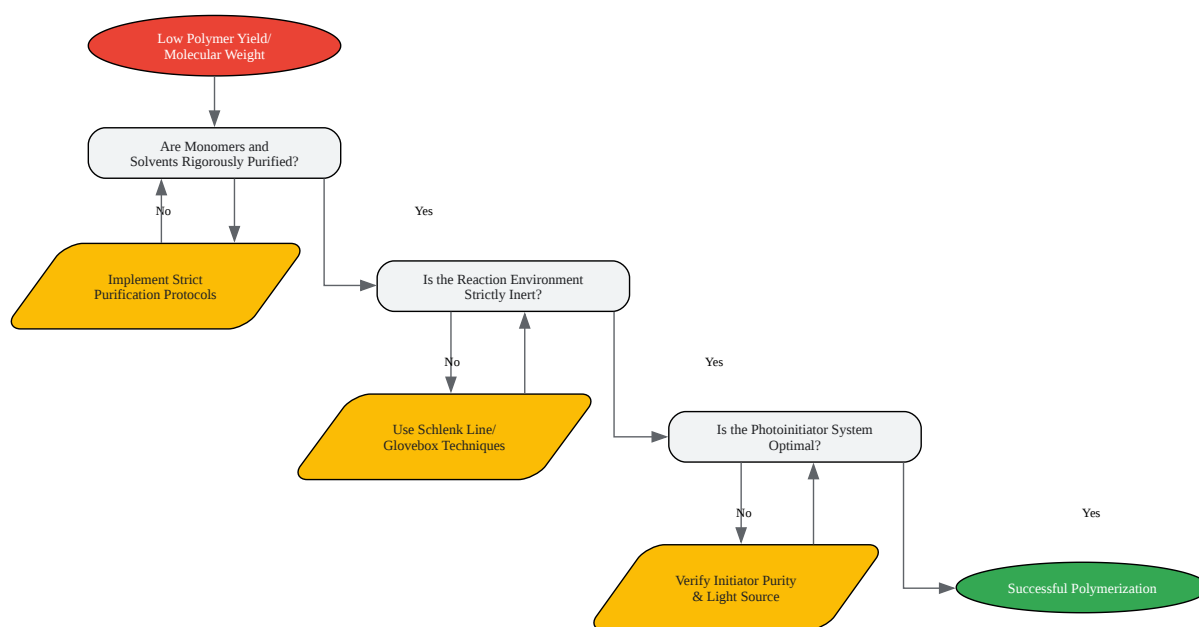 Low Polymer Yield/
Molecular Weight
Are Monomers and
Solvents Rigorously Purified?
No
Yes
Implement Strict
Purification Protocols
Is the Reaction Environment
Strictly Inert?
No
Yes
Use Schlenk Line/
Glovebox Techniques
Is the Photoinitiator System
Optimal?
No
Yes
Verify Initiator Purity
& Light Source
Successful Polymerization